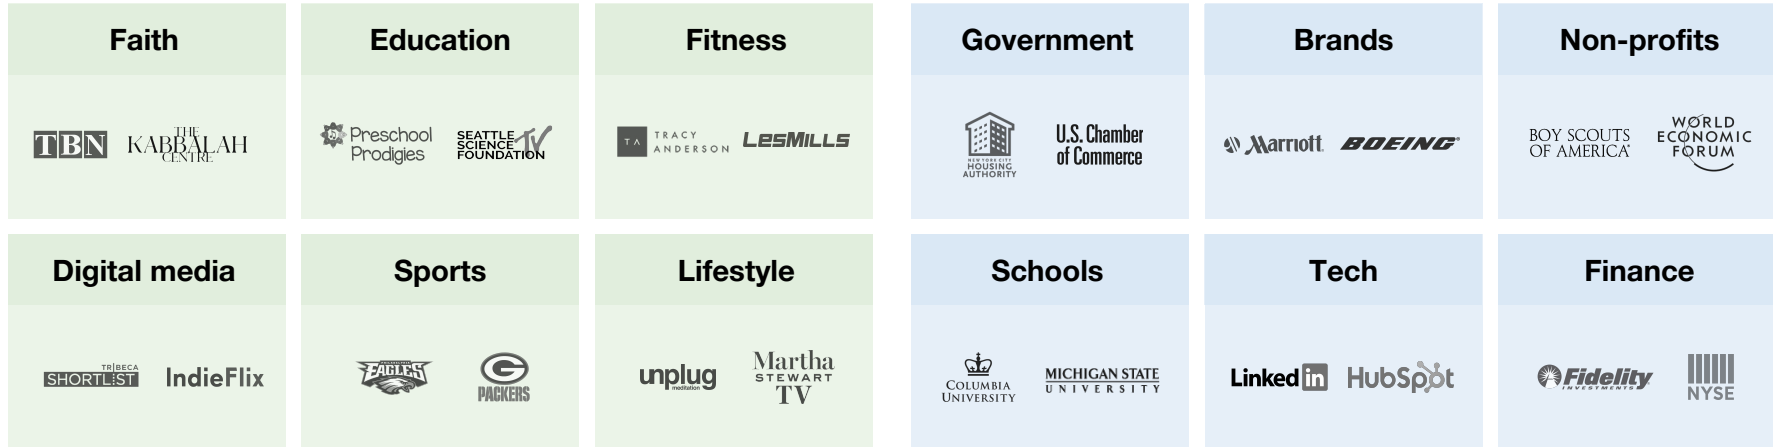 Faith
TBN
THE
KABBALAH
CENTRE
Education
Preschool
Prodigies
SEATTLE
SCIENCE
FOUNDATION
TV
Fitness
TA
TRACY
ANDERSON
LESMILLS
Government
NEW YORK CITY
HOUSING
AUTHORITY
U.S. Chamber
of Commerce
Brands
Marriott
BOEING®
Non-profits
BOY SCOUTS
OF AMERICA®
WORLD
ECONOMIC
FORUM
Digital media
TRIBECA
SHORTLIST
IndieFlix
Sports
PHILADELPHIA
EAGLES
G
PACKERS
Lifestyle
unplug
meditation
Martha
STEWART
TV
Schools
COLUMBIA
UNIVERSITY
MICHIGAN STATE
UNIVERSITY
Tech
Linked in
HubSpot
Finance
Fidelity
INVESTMENTS
NYSE